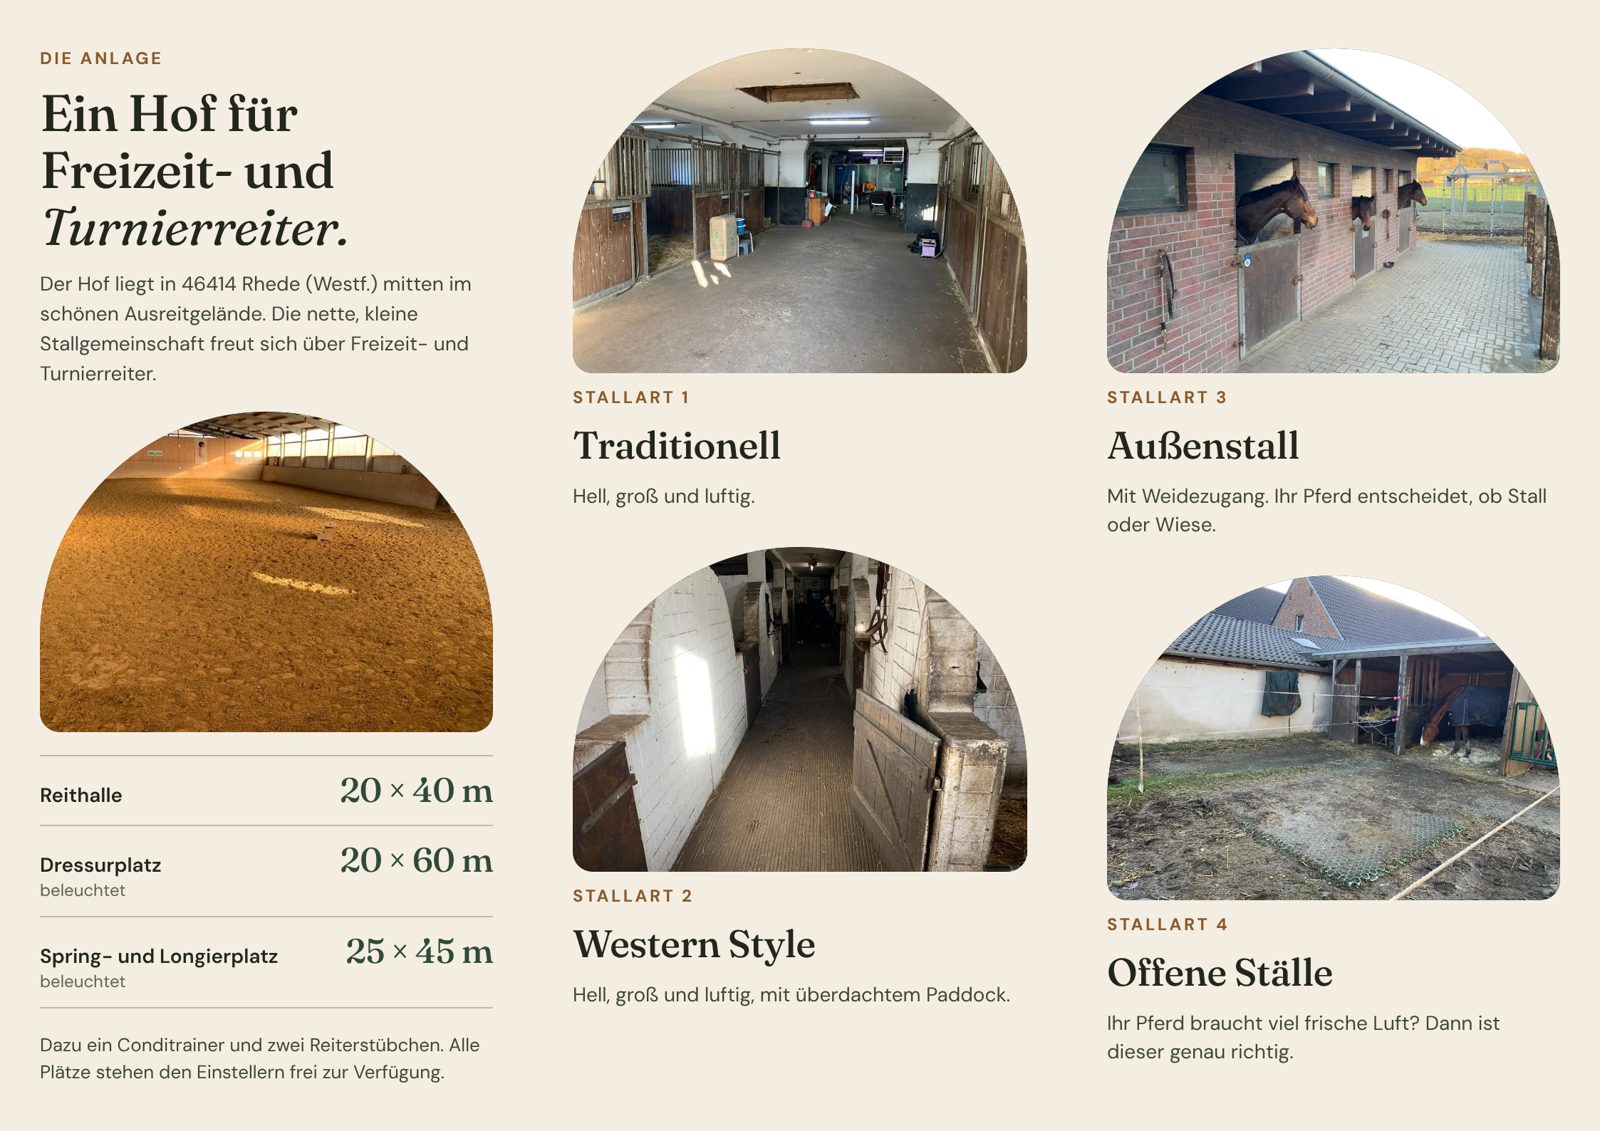 DIE ANLAGE
Ein Hof für
Freizeit- und
Turnierreiter.
Der Hof liegt in 46414 Rhede (Westf.) mitten im
schönen Ausreitgelände. Die nette, kleine
Stallgemeinschaft freut sich über Freizeit- und
Turnierreiter.
Reithalle
20 × 40 m
Dressurplatz
20 × 60 m
beleuchtet
Spring- und Longierplatz
25 × 45 m
beleuchtet
Dazu ein Conditrainer und zwei Reiterstübchen. Alle
Plätze stehen den Einstellern frei zur Verfügung.
STALLART 1
Traditionell
Hell, groß und luftig.
STALLART 2
Western Style
Hell, groß und luftig, mit überdachtem Paddock.
STALLART 3
Außenstall
Mit Weidezugang. Ihr Pferd entscheidet, ob Stall
oder Wiese.
STALLART 4
Offene Ställe
Ihr Pferd braucht viel frische Luft? Dann ist
dieser genau richtig.